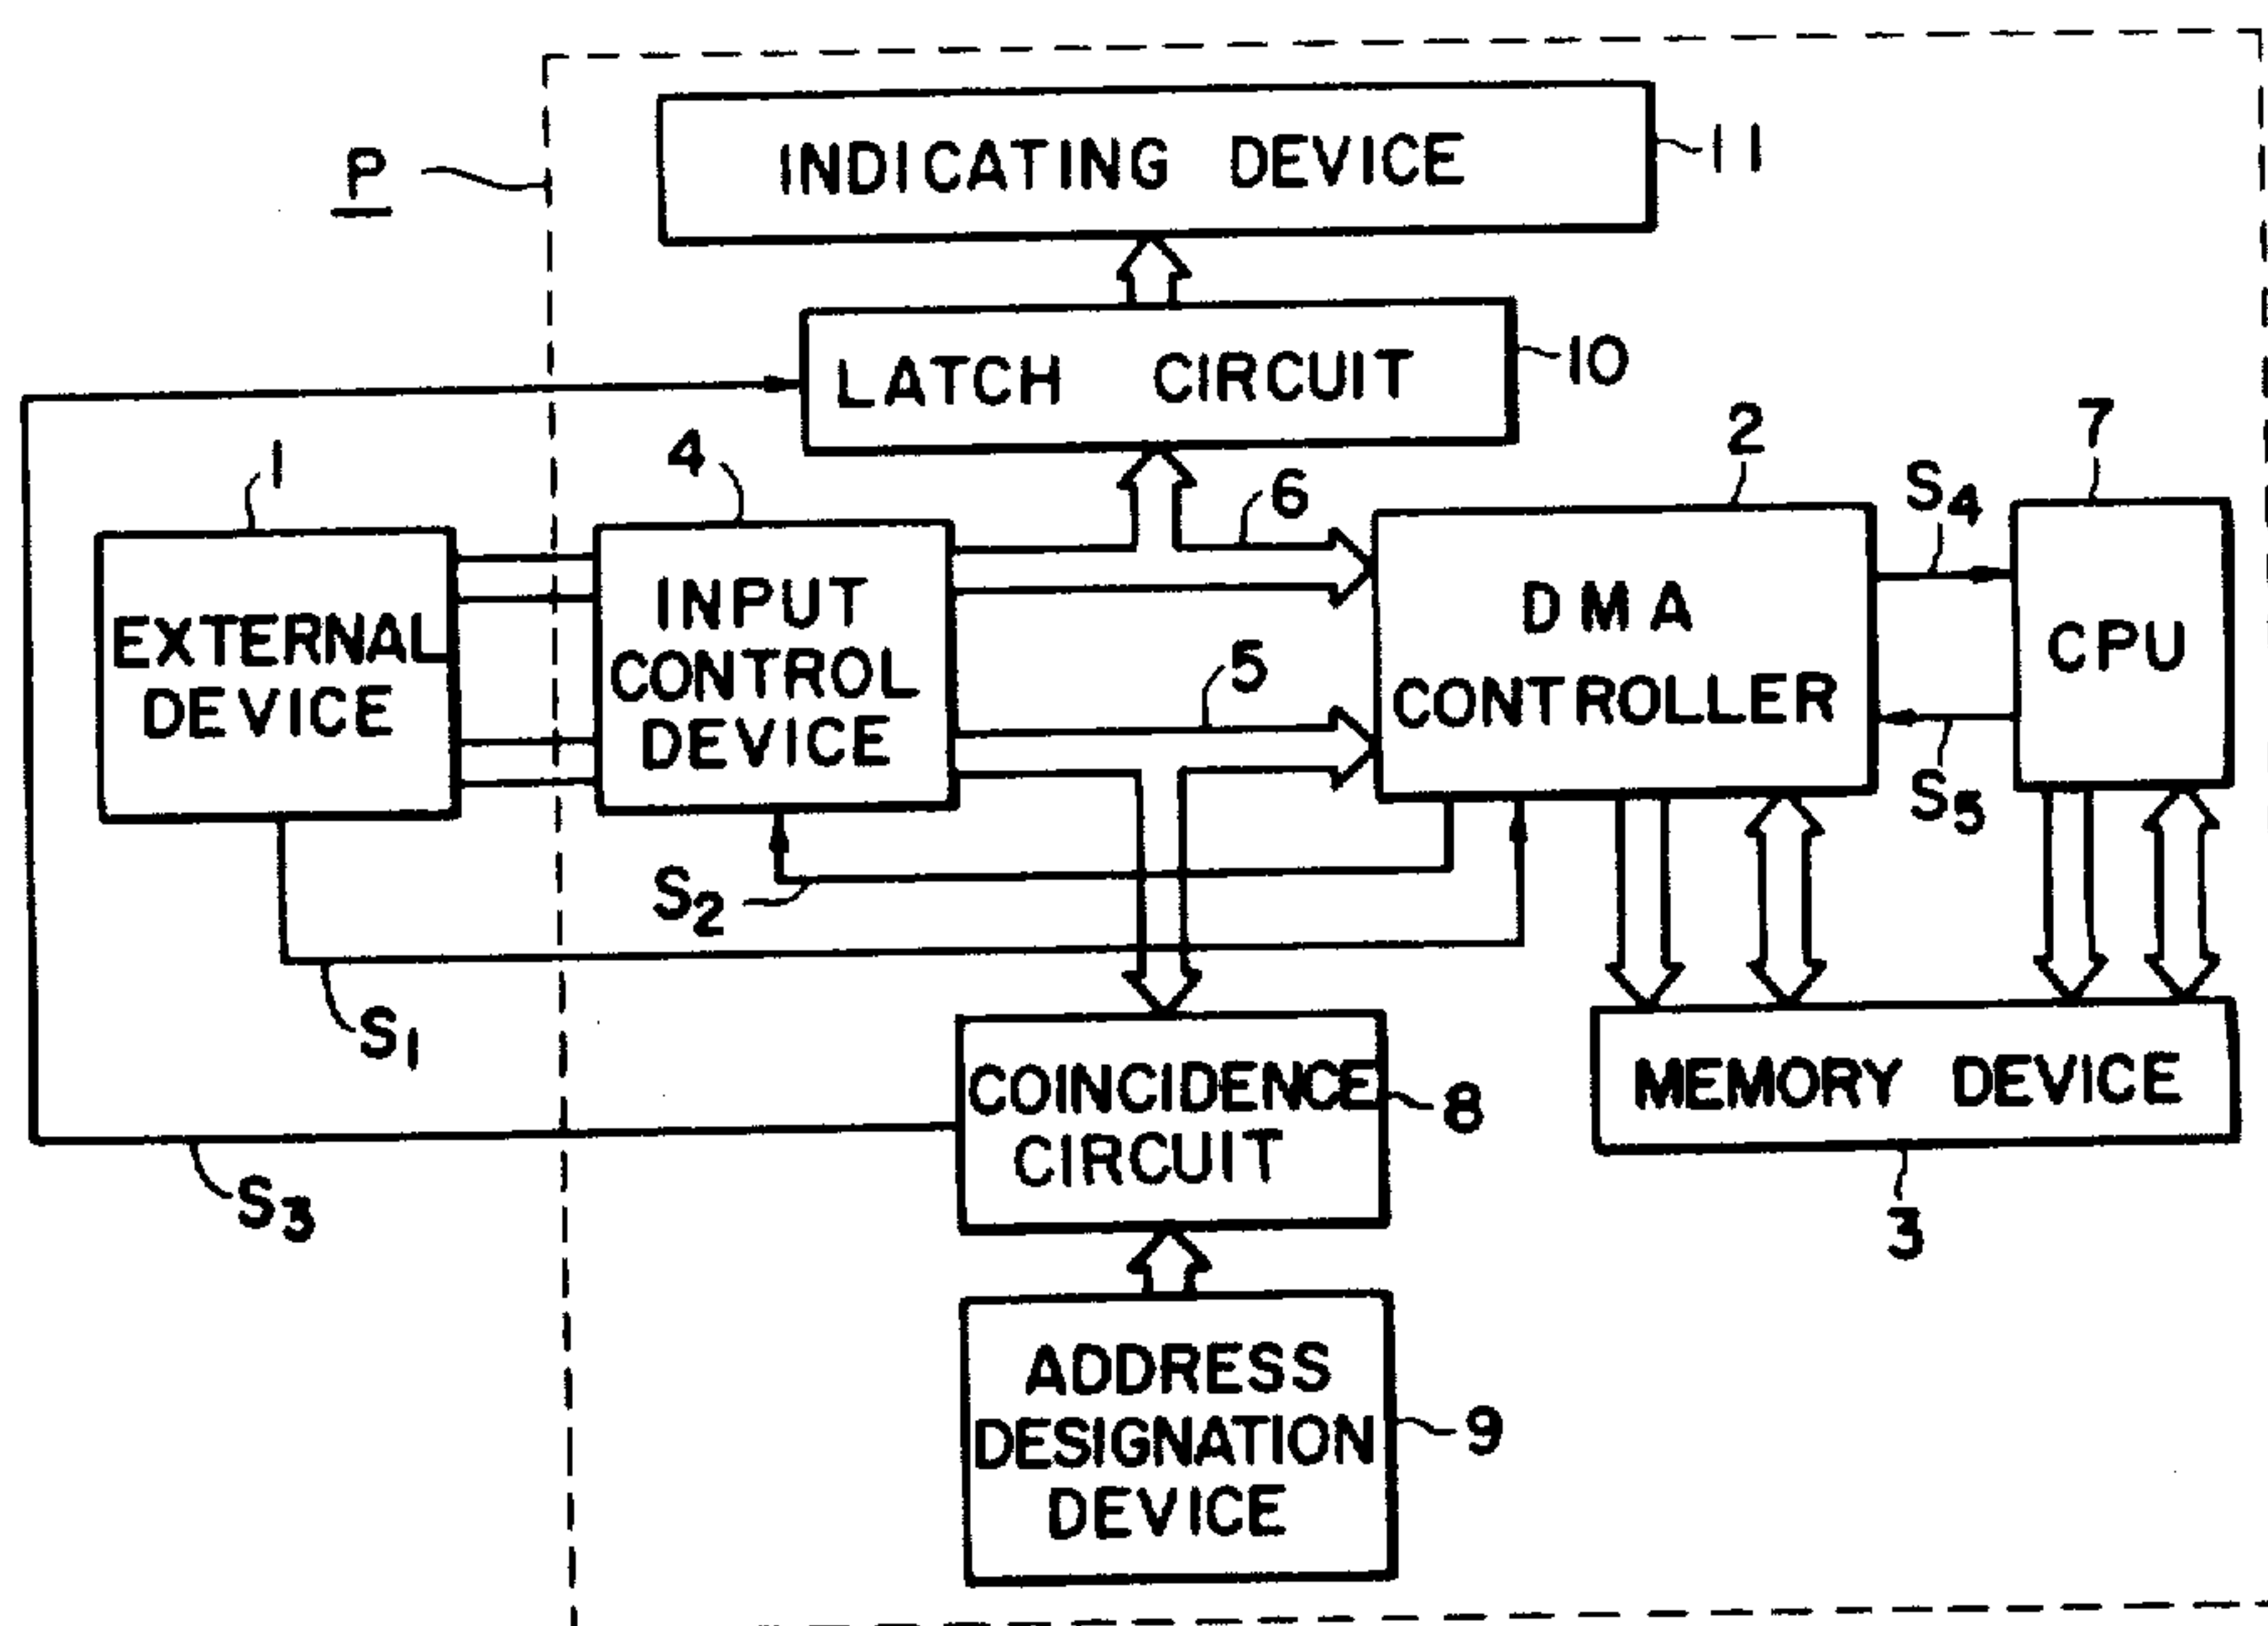 INDICATING DEVICE
11
P
LATCH CIRCUIT
10
1
4
6
2
S4
7
EXTERNAL
DEVICE
INPUT
CONTROL
DEVICE
5
DMA
CONTROLLER
CPU
S5
S2
S1
COINCIDENCE
CIRCUIT
8
MEMORY DEVICE
S3
3
ADDRESS
DESIGNATION
DEVICE
9